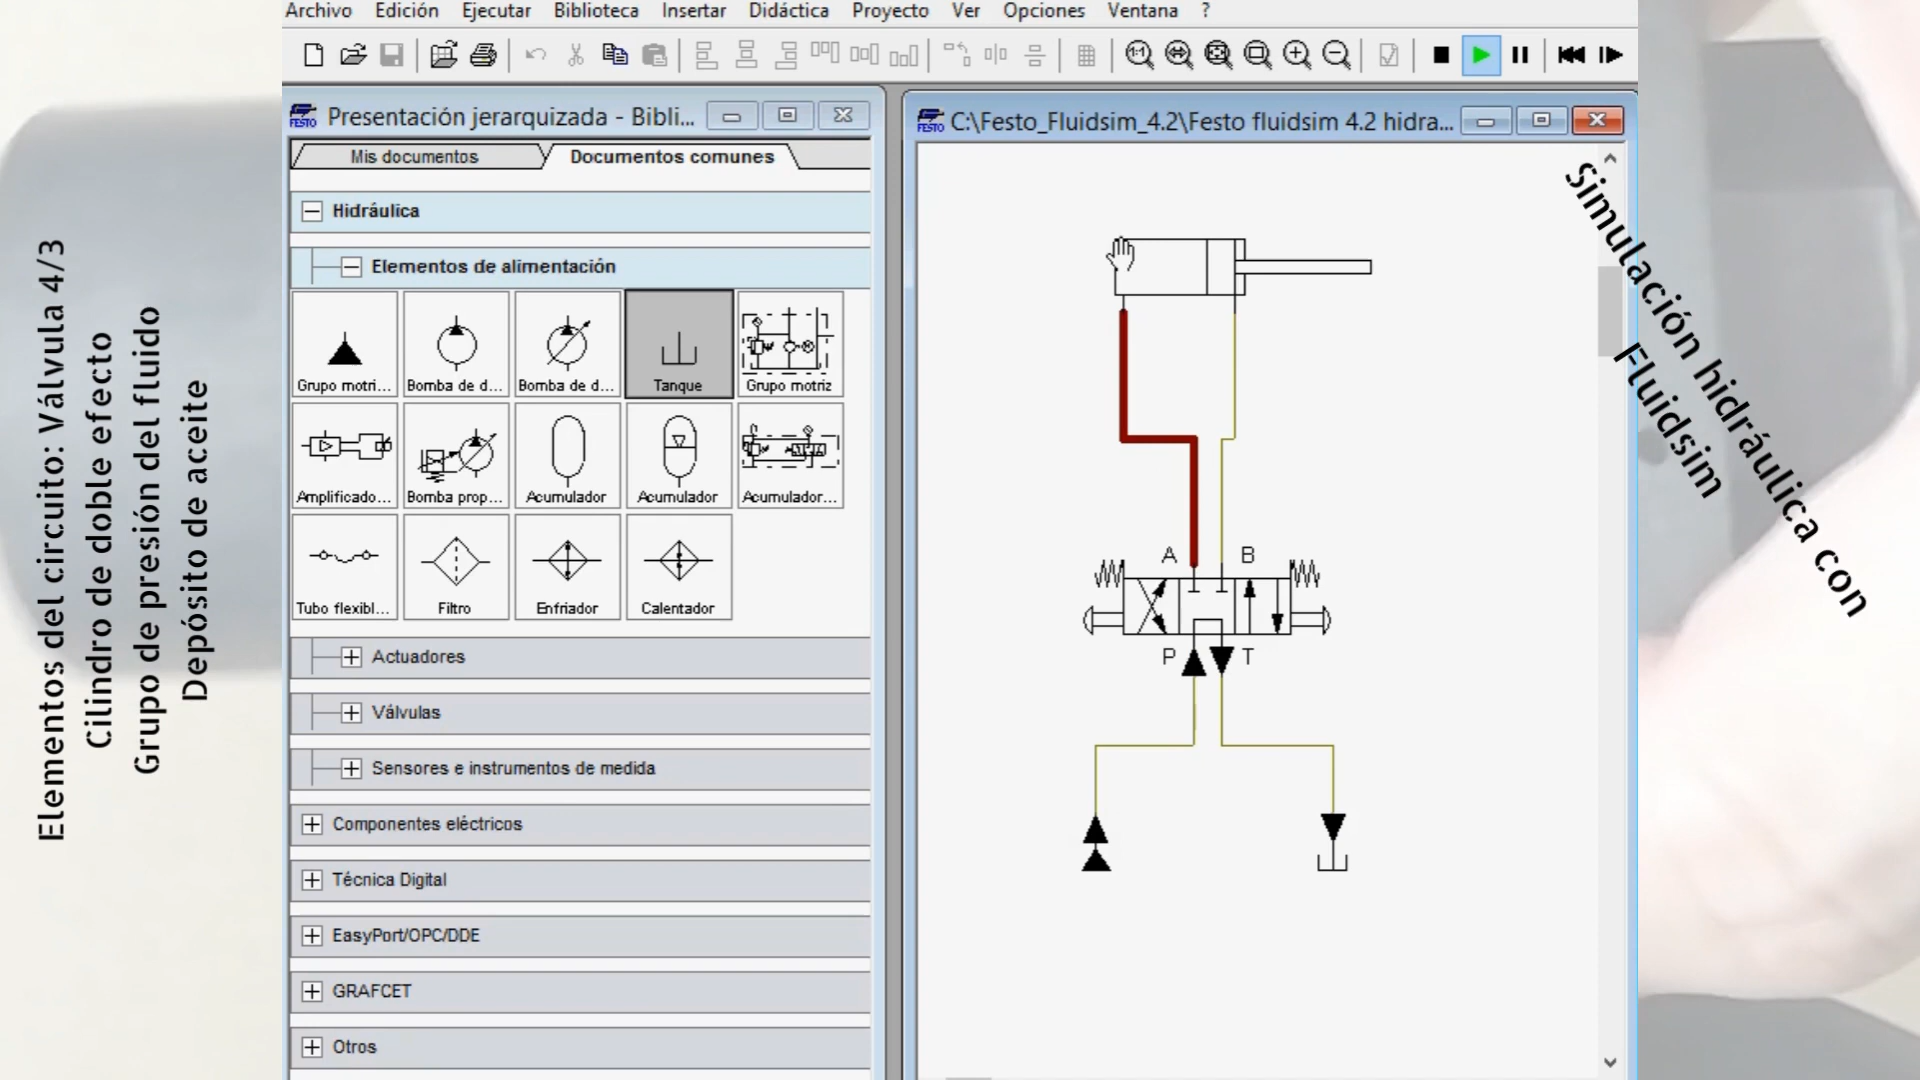 Archivo Edición Ejecutar Biblioteca Insertar Didáctica Proyecto Ver Opciones Ventana ?
1:1
FESTO Presentación jerarquizada - Bibli...
Mis documentos Documentos comunes
Hidráulica
Elementos de alimentación
Grupo motri... Bomba de d... Bomba de d... Tanque Grupo motriz
Amplificado... Bomba prop... Acumulador Acumulador Acumulador...
Tubo flexibl... Filtro Enfriador Calentador
Actuadores
Válvulas
Sensores e instrumentos de medida
Componentes eléctricos
Técnica Digital
EasyPort/OPC/DDE
GRAFCET
Otros
FESTO C:\Festo_Fluidsim_4.2\Festo fluidsim 4.2 hidra...
A B
P T
Elementos del circuito: Válvula 4/3
Cilindro de doble efecto
Grupo de presión del fluido
Depósito de aceite
Simulación hidráulica con
Fluidsim